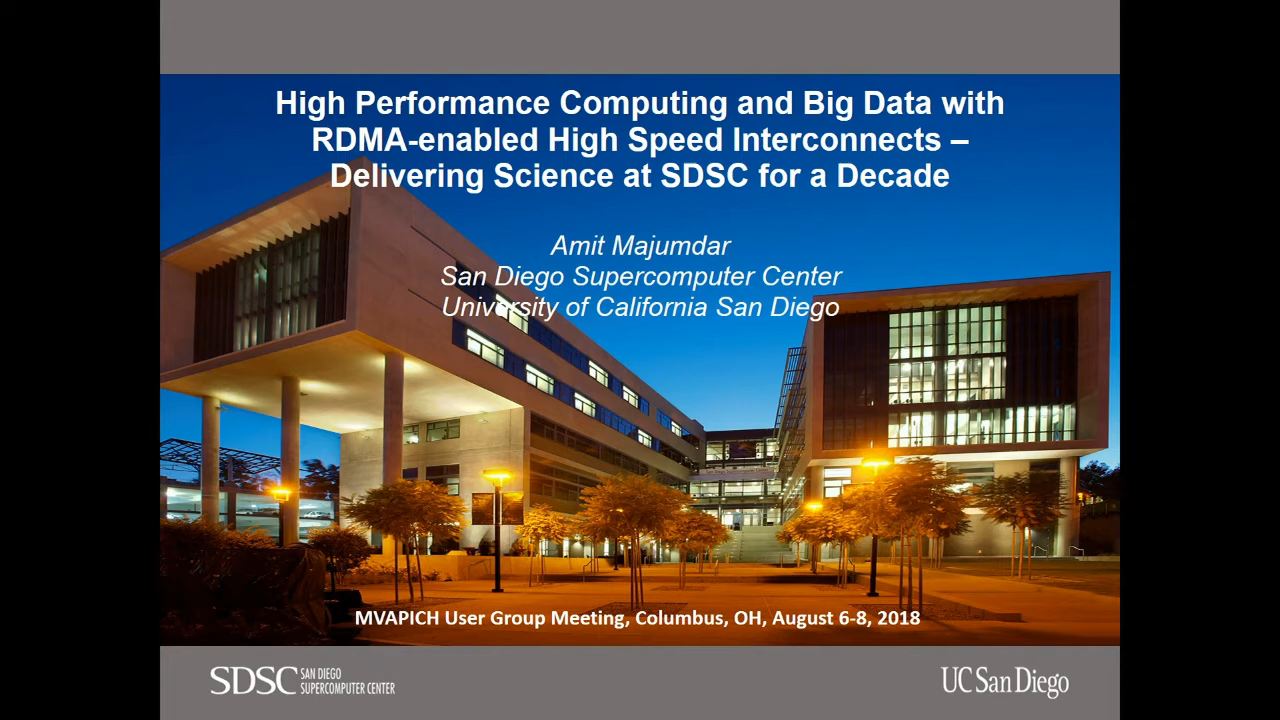 High Performance Computing and Big Data with
RDMA-enabled High Speed Interconnects –
Delivering Science at SDSC for a Decade
Amit Majumdar
San Diego Supercomputer Center
University of California San Diego
MVAPICH User Group Meeting, Columbus, OH, August 6-8, 2018
SDSC SAN DIEGO
SUPERCOMPUTER CENTER
UC San Diego